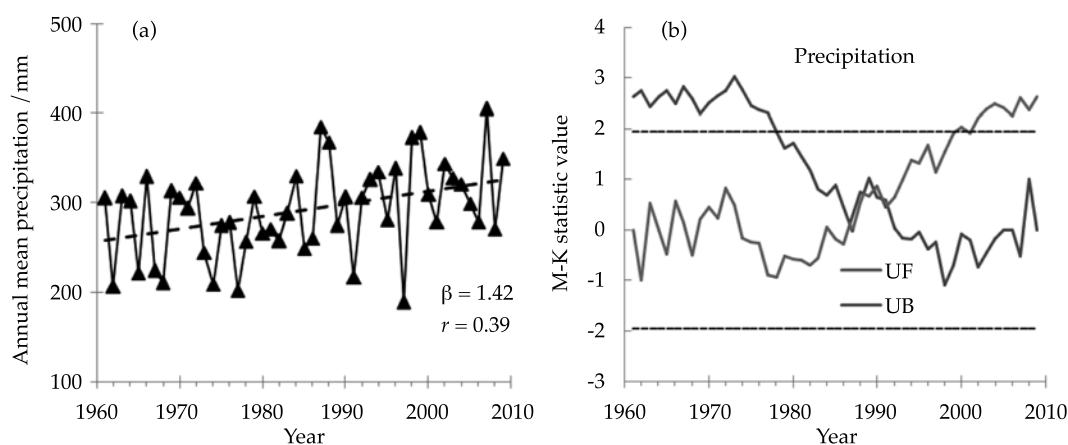 (a)
Annual mean precipitation / mm
500
400
300
200
100
β = 1.42
r = 0.39
1960 1970 1980 1990 2000 2010
Year
(b)
Precipitation
M-K statistic value
4
3
2
1
0
-1
-2
-3
UF
UB
1960 1970 1980 1990 2000 2010
Year